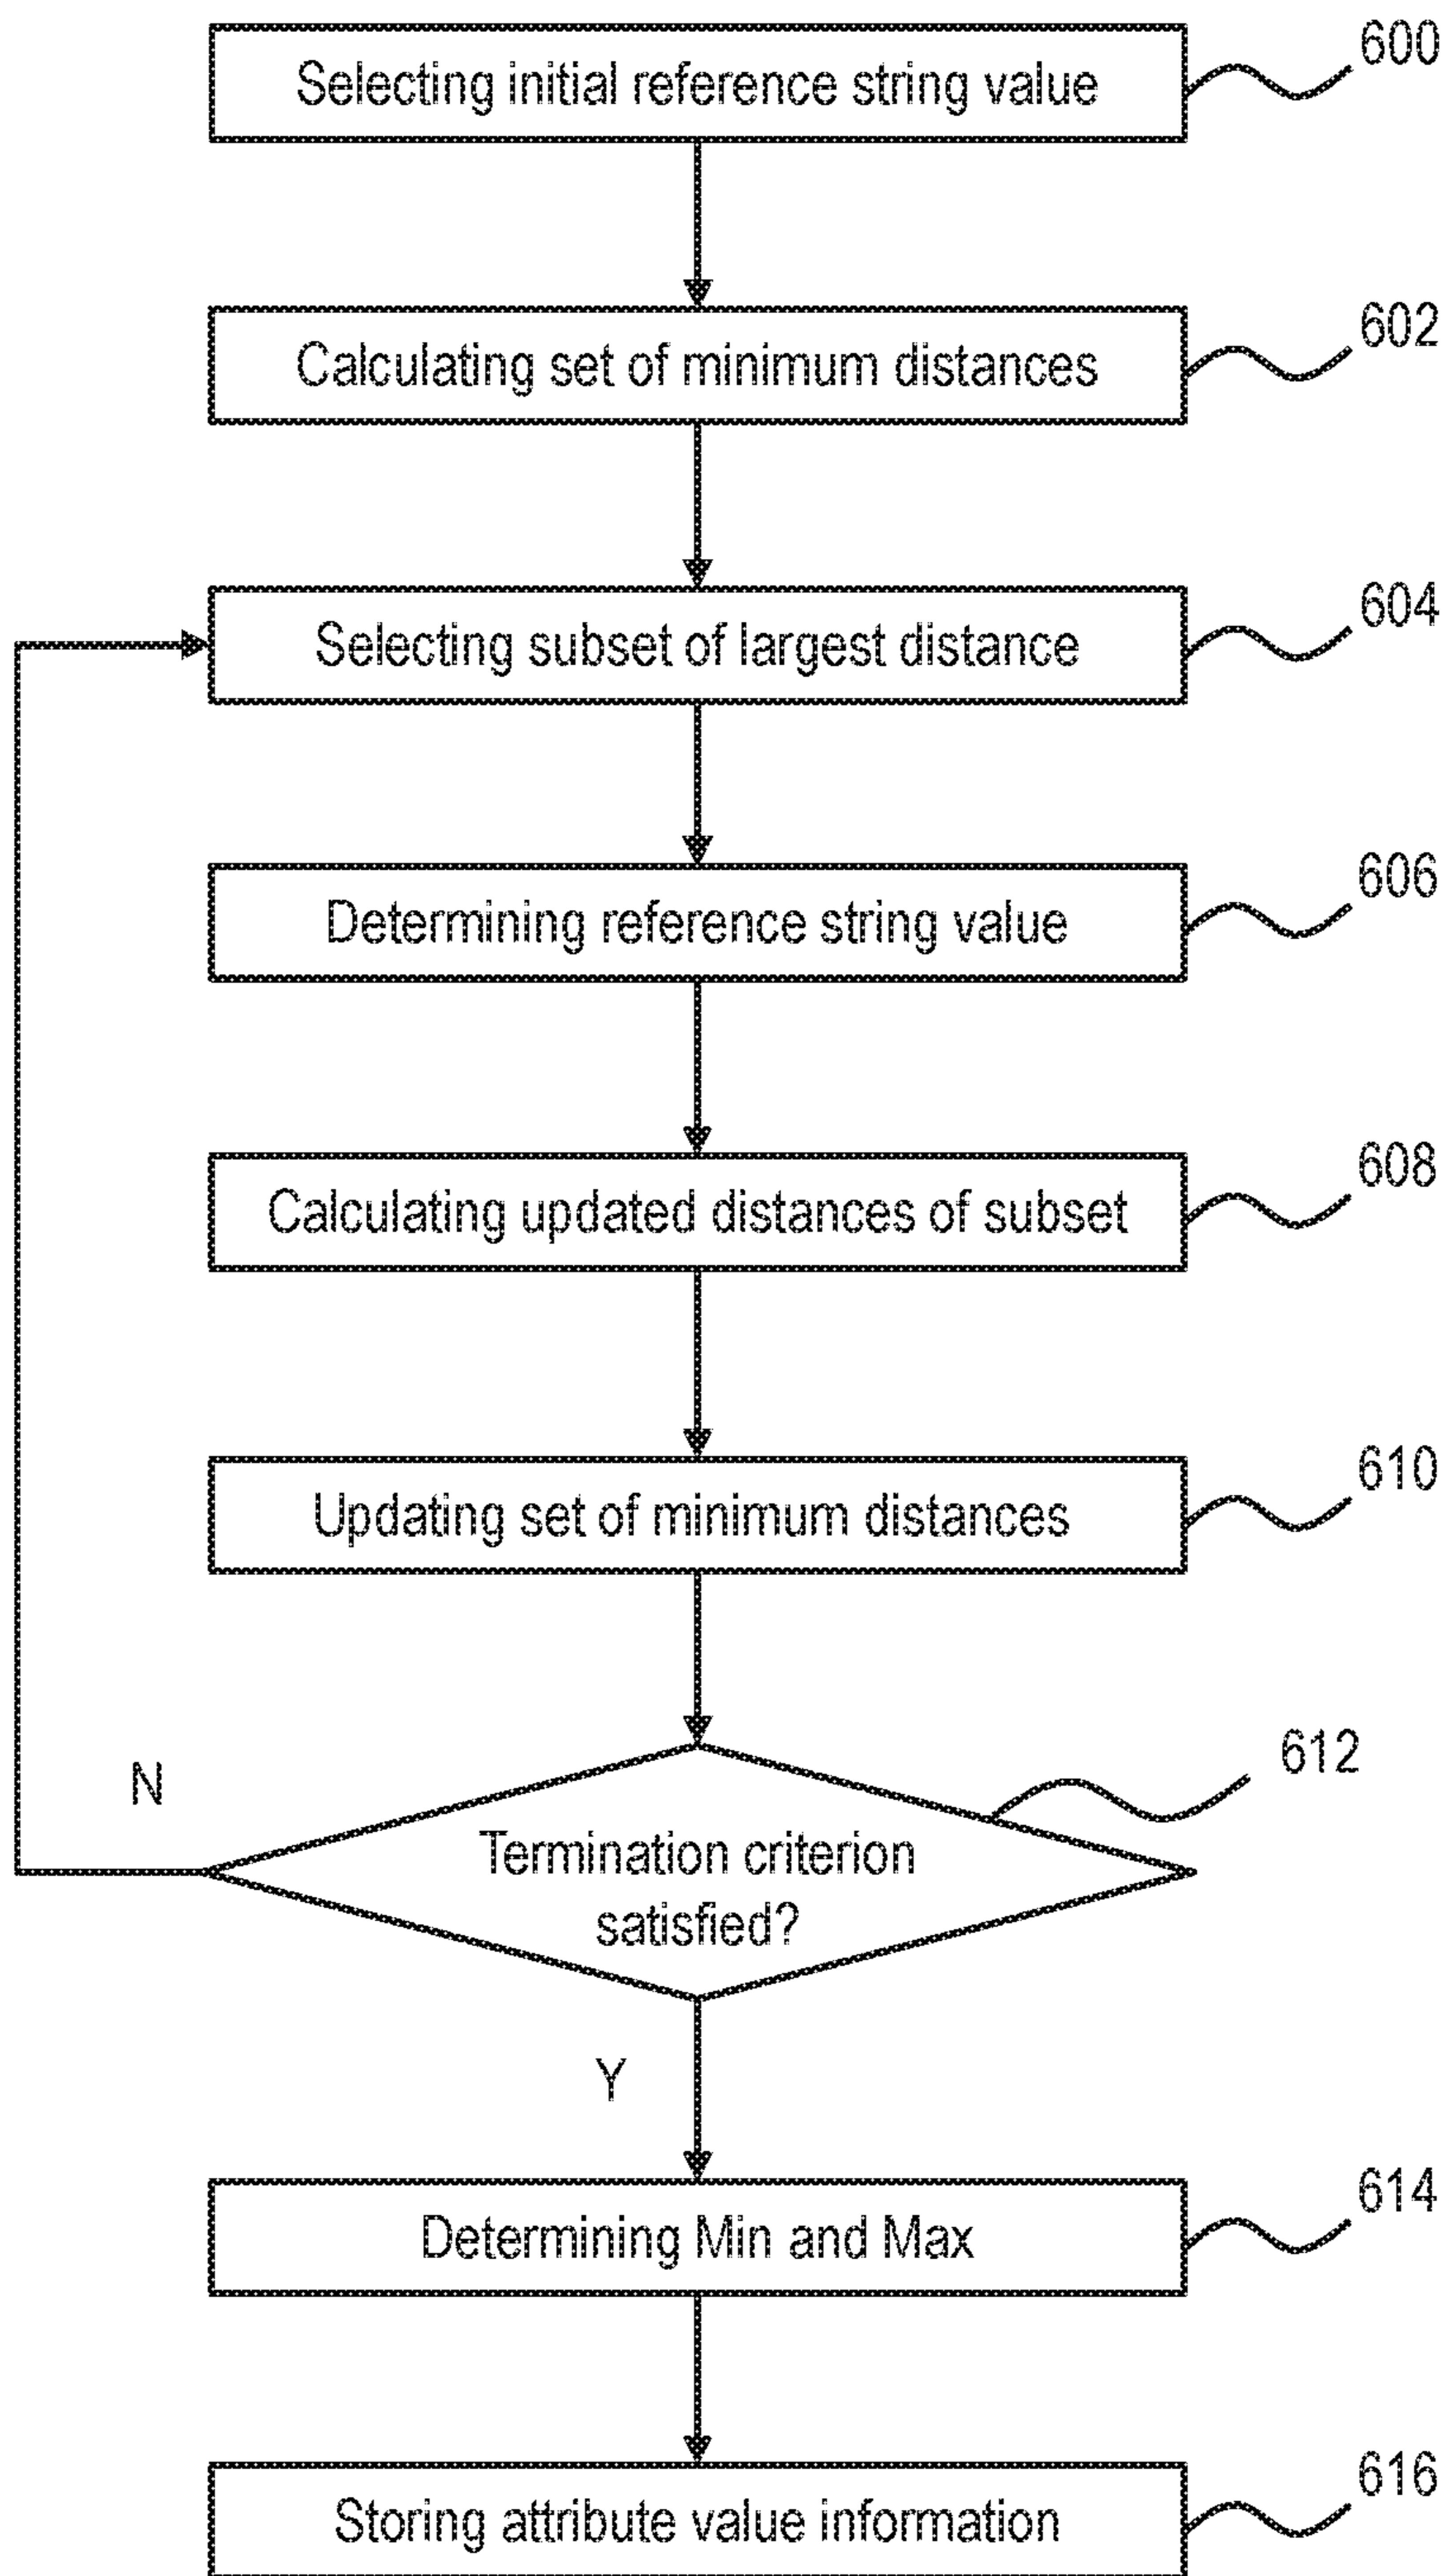 Selecting initial reference string value
600
Calculating set of minimum distances
602
Selecting subset of largest distance
604
Determining reference string value
606
Calculating updated distances of subset
608
Updating set of minimum distances
610
N
Termination criterion
satisfied?
612
Y
Determining Min and Max
614
Storing attribute value information
616